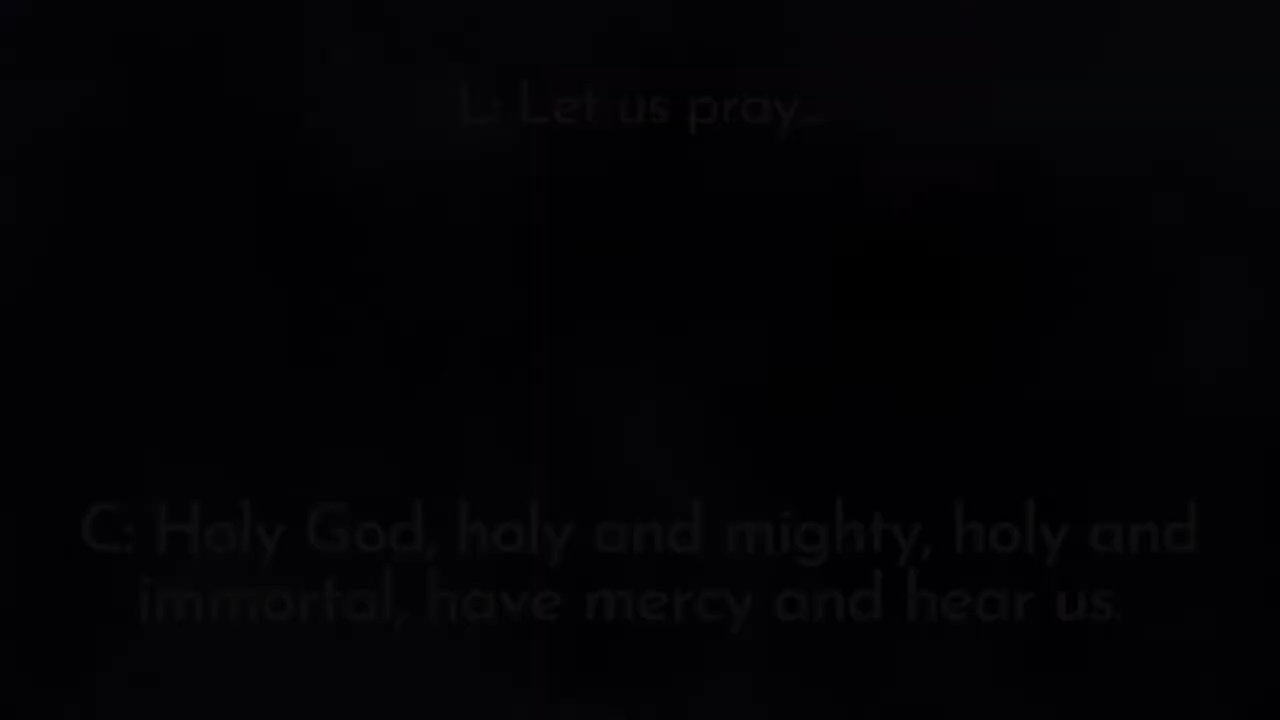 L: Let us pray...
C: Holy God, holy and mighty, holy and
immortal, have mercy and hear us.